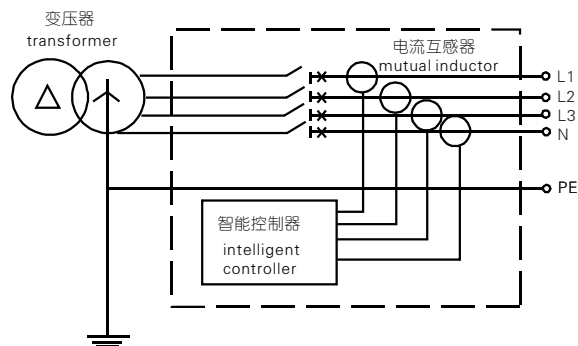 变压器
transformer
电流互感器
mutual inductor
L1
L2
L3
N
PE
智能控制器
intelligent
controller